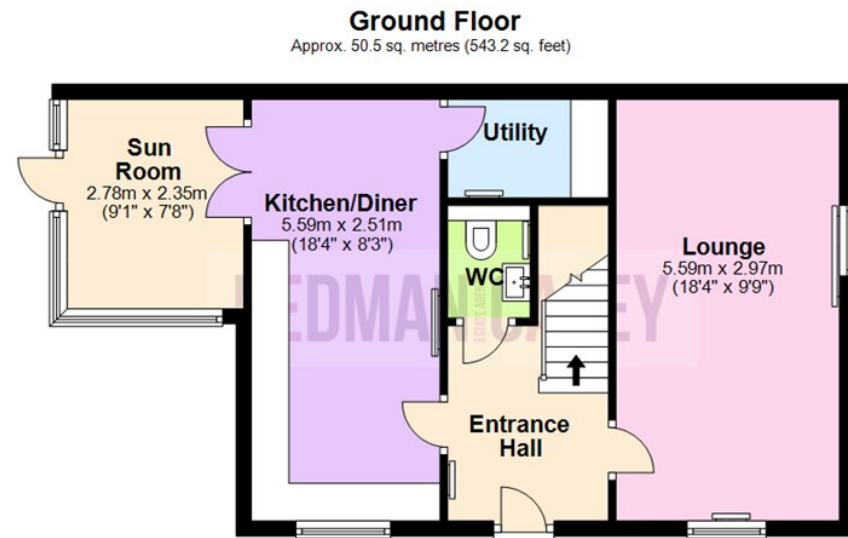 Ground Floor
Approx. 50.5 sq. metres (543.2 sq. feet)
Sun
Room
2.78m x 2.35m
(9'1" x 7'8")
Kitchen/Diner
5.59m x 2.51m
(18'4" x 8'3")
Utility
WC
Lounge
5.59m x 2.97m
(18'4" x 9'9")
ESTATE AGENT
Entrance
Hall